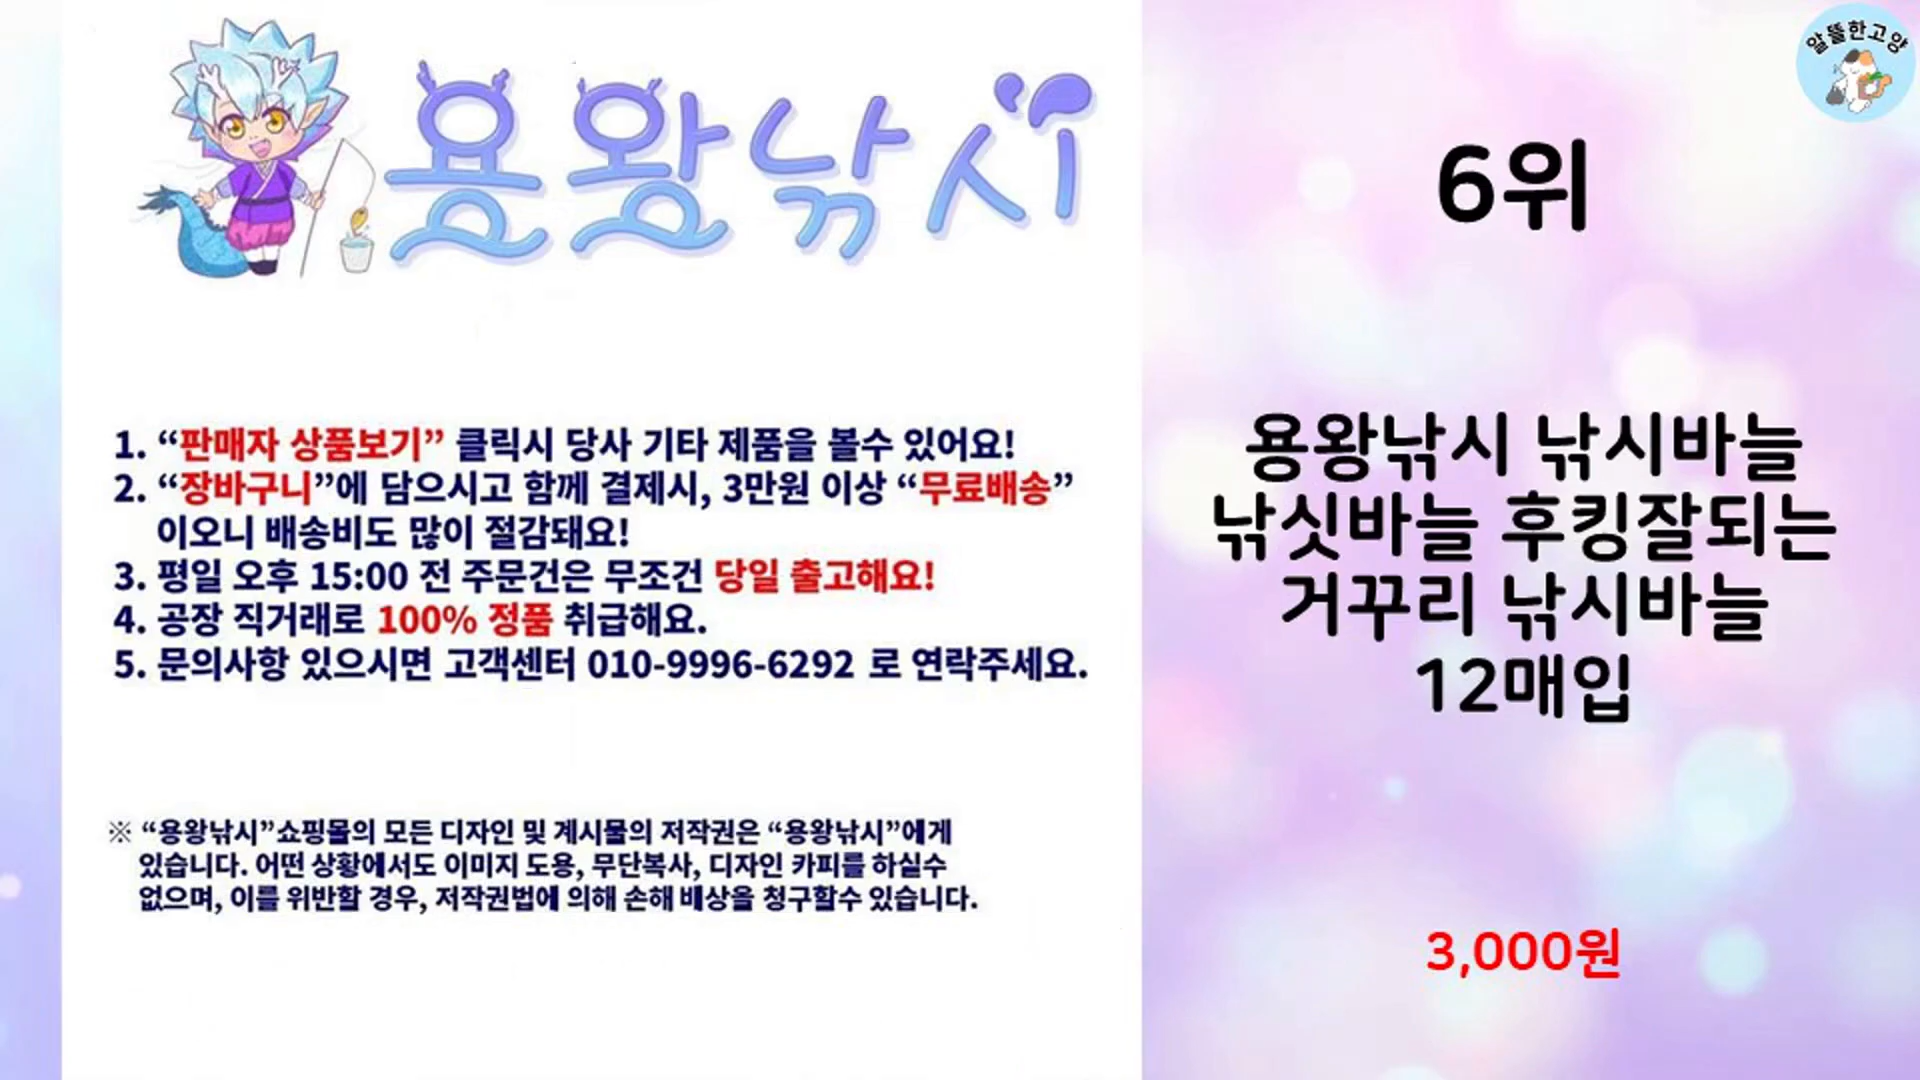 용왕낚시
1. “판매자 상품보기” 클릭시 당사 기타 제품을 볼수 있어요!
2. “장바구니”에 담으시고 함께 결제시, 3만원 이상 “무료배송”
이오니 배송비도 많이 절감돼요!
3. 평일 오후 15:00 전 주문건은 무조건 당일 출고해요!
4. 공장 직거래로 100% 정품 취급해요.
5. 문의사항 있으시면 고객센터 010-9996-6292 로 연락주세요.
※ “용왕낚시”쇼핑몰의 모든 디자인 및 게시물의 저작권은 “용왕낚시”에게
있습니다. 어떤 상황에서도 이미지 도용, 무단복사, 디자인 카피를 하실수
없으며, 이를 위반할 경우, 저작권법에 의해 손해 배상을 청구할수 있습니다.
알뜰한고양
6위
용왕낚시 낚시바늘
낚싯바늘 후킹잘되는
거꾸리 낚시바늘
12매입
3,000원